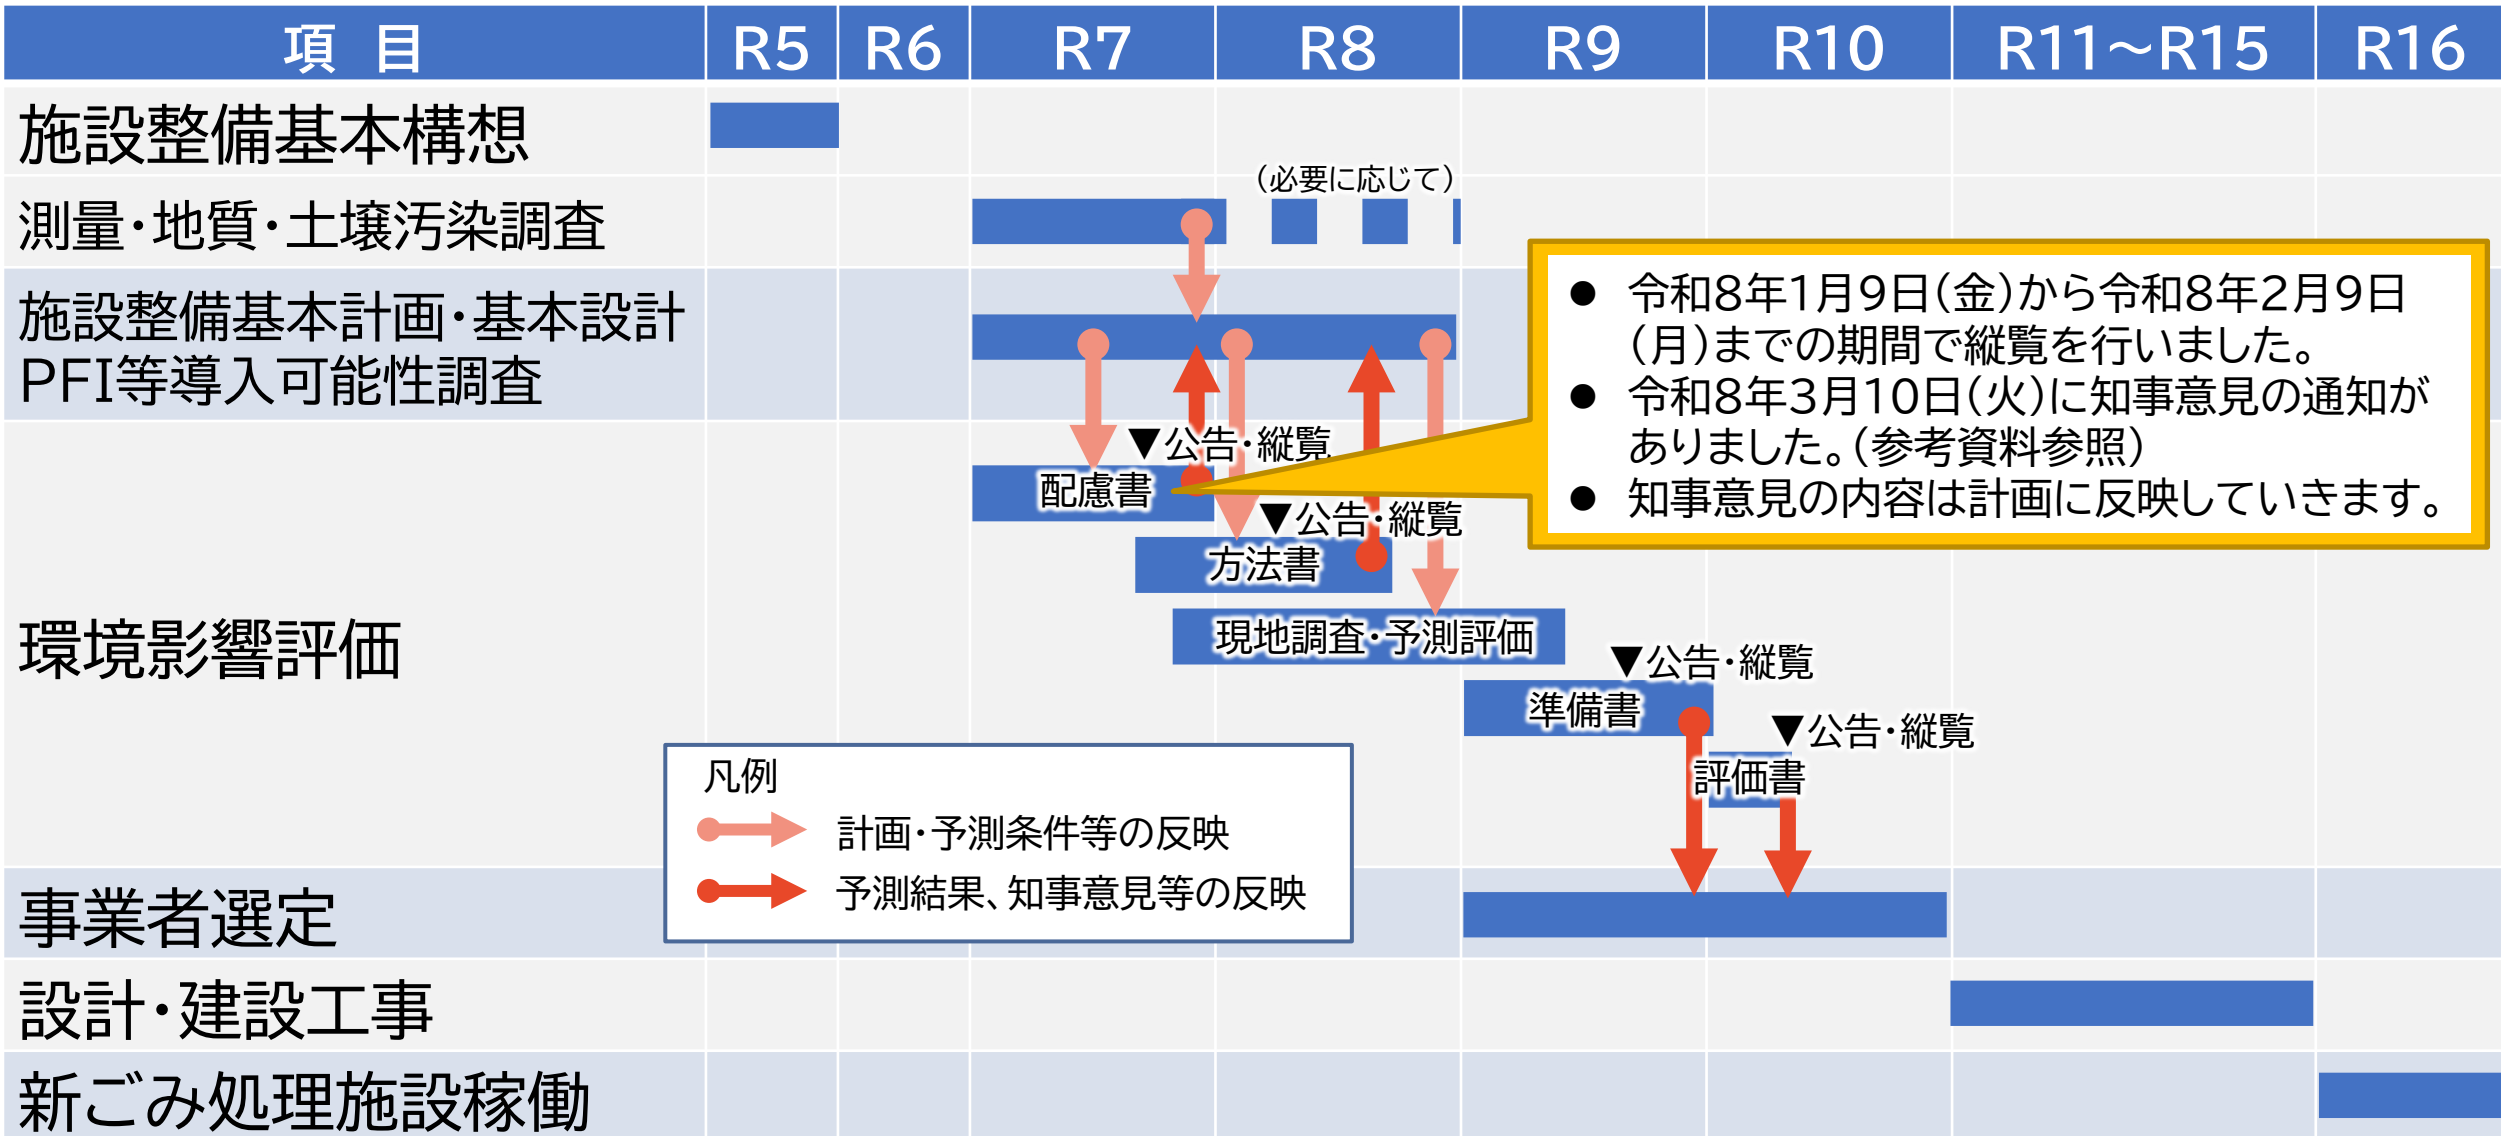 項 目 R5 R6 R7 R8 R9 R10 R11～R15 R16
施設整備基本構想
（必要に応じて）
測量・地質・土壌汚染調査
施設整備基本計画・基本設計
PFI等導入可能性調査
● 令和8年1月9日（金）から令和8年2月9日
（月）までの期間で縦覧を行いました。
● 令和8年3月10日（火）に知事意見の通知が
ありました。（参考資料参照）
● 知事意見の内容は計画に反映していきます。
環境影響評価
▼公告・縦覧
配慮書
▼公告・縦覧
方法書
現地調査・予測評価
▼公告・縦覧
準備書
▼公告・縦覧
評価書
凡例
計画・予測条件等の反映
予測結果、知事意見等の反映
事業者選定
設計・建設工事
新ごみ処理施設稼働